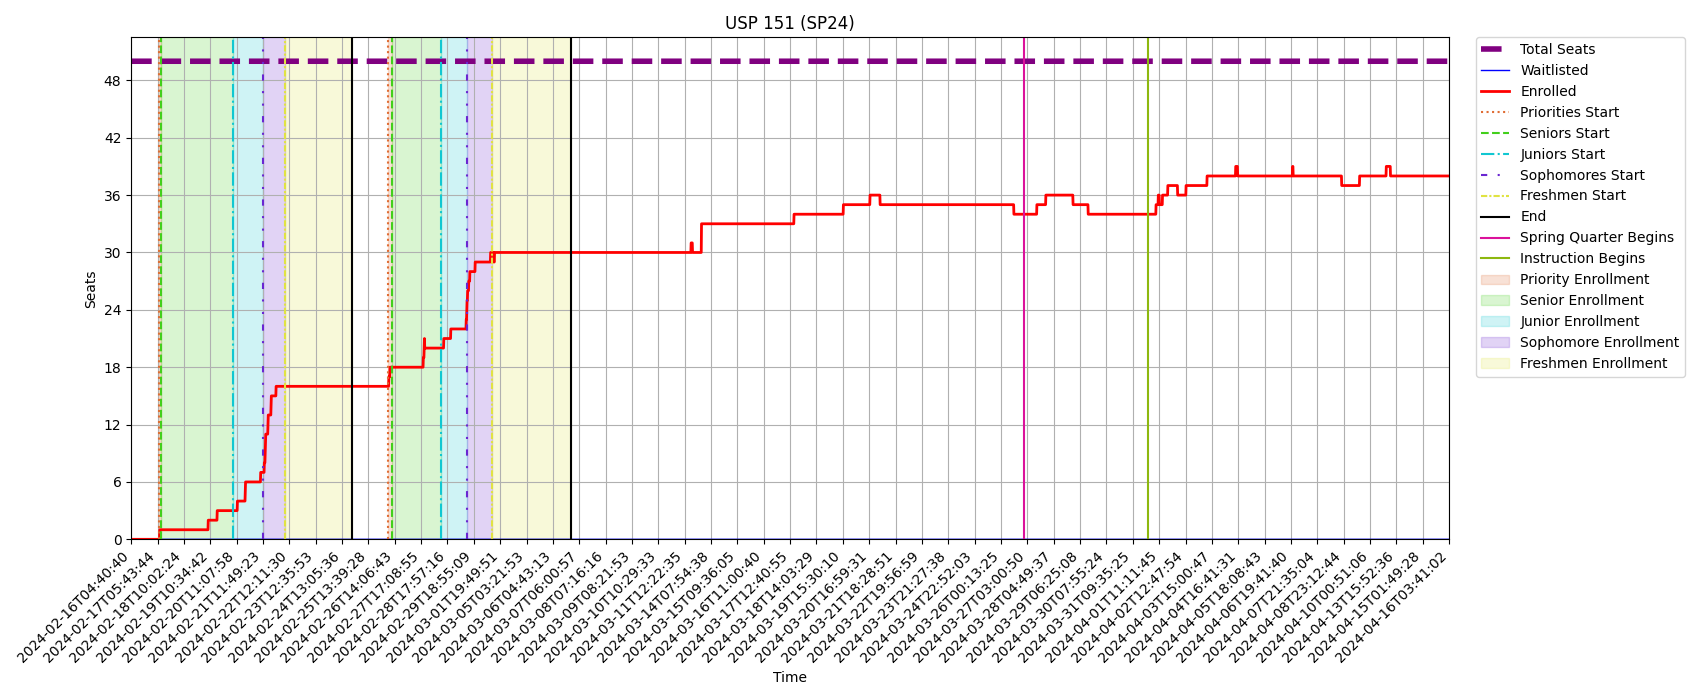 USP 151 (SP24)
Seats
48
42
36
30
24
18
12
6
0
2024-02-16T04:40:40
2024-02-17T05:43:44
2024-02-18T10:02:24
2024-02-19T10:34:42
2024-02-20T11:07:58
2024-02-21T11:49:23
2024-02-22T12:11:30
2024-02-23T12:35:53
2024-02-24T13:05:36
2024-02-25T13:39:28
2024-02-26T14:06:43
2024-02-27T17:08:55
2024-02-28T17:57:16
2024-02-29T18:55:09
2024-03-01T19:49:51
2024-03-05T03:21:53
2024-03-06T04:43:13
2024-03-07T06:00:57
2024-03-08T07:16:16
2024-03-09T08:21:53
2024-03-10T10:29:33
2024-03-11T12:22:35
2024-03-14T07:54:38
2024-03-15T09:36:05
2024-03-16T11:00:40
2024-03-17T12:40:55
2024-03-18T14:03:29
2024-03-19T15:30:10
2024-03-20T16:59:31
2024-03-21T18:28:51
2024-03-22T19:56:59
2024-03-23T21:27:38
2024-03-24T22:52:03
2024-03-26T00:13:25
2024-03-27T03:00:50
2024-03-28T04:49:37
2024-03-29T06:25:08
2024-03-30T07:55:24
2024-03-31T09:35:25
2024-04-01T11:11:45
2024-04-02T12:47:54
2024-04-03T15:00:47
2024-04-04T16:41:31
2024-04-05T18:08:43
2024-04-06T19:41:40
2024-04-07T21:35:04
2024-04-08T23:12:44
2024-04-10T00:51:06
2024-04-13T15:52:36
2024-04-15T01:49:28
2024-04-16T03:41:02
Time
Total Seats
Waitlisted
Enrolled
Priorities Start
Seniors Start
Juniors Start
Sophomores Start
Freshmen Start
End
Spring Quarter Begins
Instruction Begins
Priority Enrollment
Senior Enrollment
Junior Enrollment
Sophomore Enrollment
Freshmen Enrollment